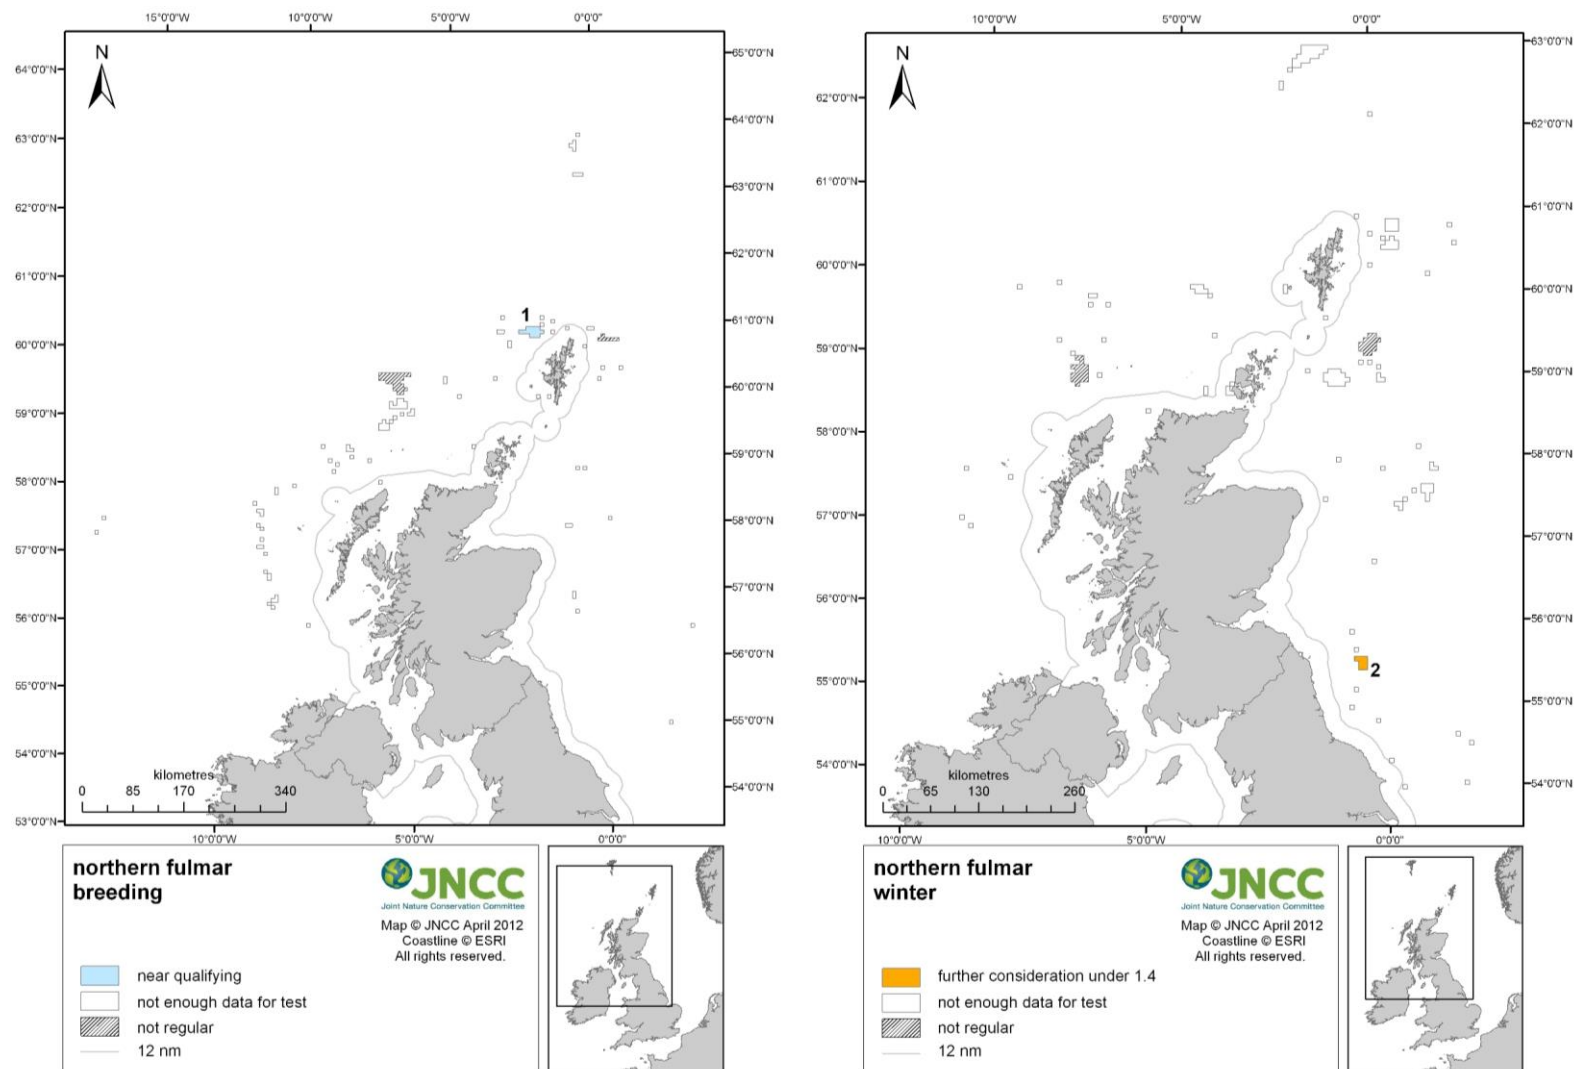 15°0'0"W 10°0'0"W 5°0'0"W 0°0'0"
N
65°0'0"N
64°0'0"N
64°0'0"N
63°0'0"N
63°0'0"N
62°0'0"N
62°0'0"N
61°0'0"N
61°0'0"N
1
60°0'0"N
60°0'0"N
59°0'0"N
59°0'0"N
58°0'0"N
58°0'0"N
57°0'0"N
57°0'0"N
56°0'0"N
56°0'0"N
55°0'0"N
55°0'0"N
54°0'0"N
54°0'0"N
53°0'0"N
kilometres
0 85 170 340
10°0'0"W 5°0'0"W 0°0'0"
northern fulmar
breeding
JNCC
Joint Nature Conservation Committee
Map © JNCC April 2012
Coastline © ESRI
All rights reserved.
near qualifying
not enough data for test
not regular
12 nm
10°0'0"W 5°0'0"W 0°0'0"
N
63°0'0"N
62°0'0"N
62°0'0"N
61°0'0"N
61°0'0"N
60°0'0"N
60°0'0"N
59°0'0"N
59°0'0"N
58°0'0"N
58°0'0"N
57°0'0"N
57°0'0"N
56°0'0"N
56°0'0"N
2
55°0'0"N
55°0'0"N
54°0'0"N
54°0'0"N
kilometres
0 65 130 260
10°0'0"W 5°0'0"W 0°0'0"
northern fulmar
winter
JNCC
Joint Nature Conservation Committee
Map © JNCC April 2012
Coastline © ESRI
All rights reserved.
further consideration under 1.4
not enough data for test
not regular
12 nm